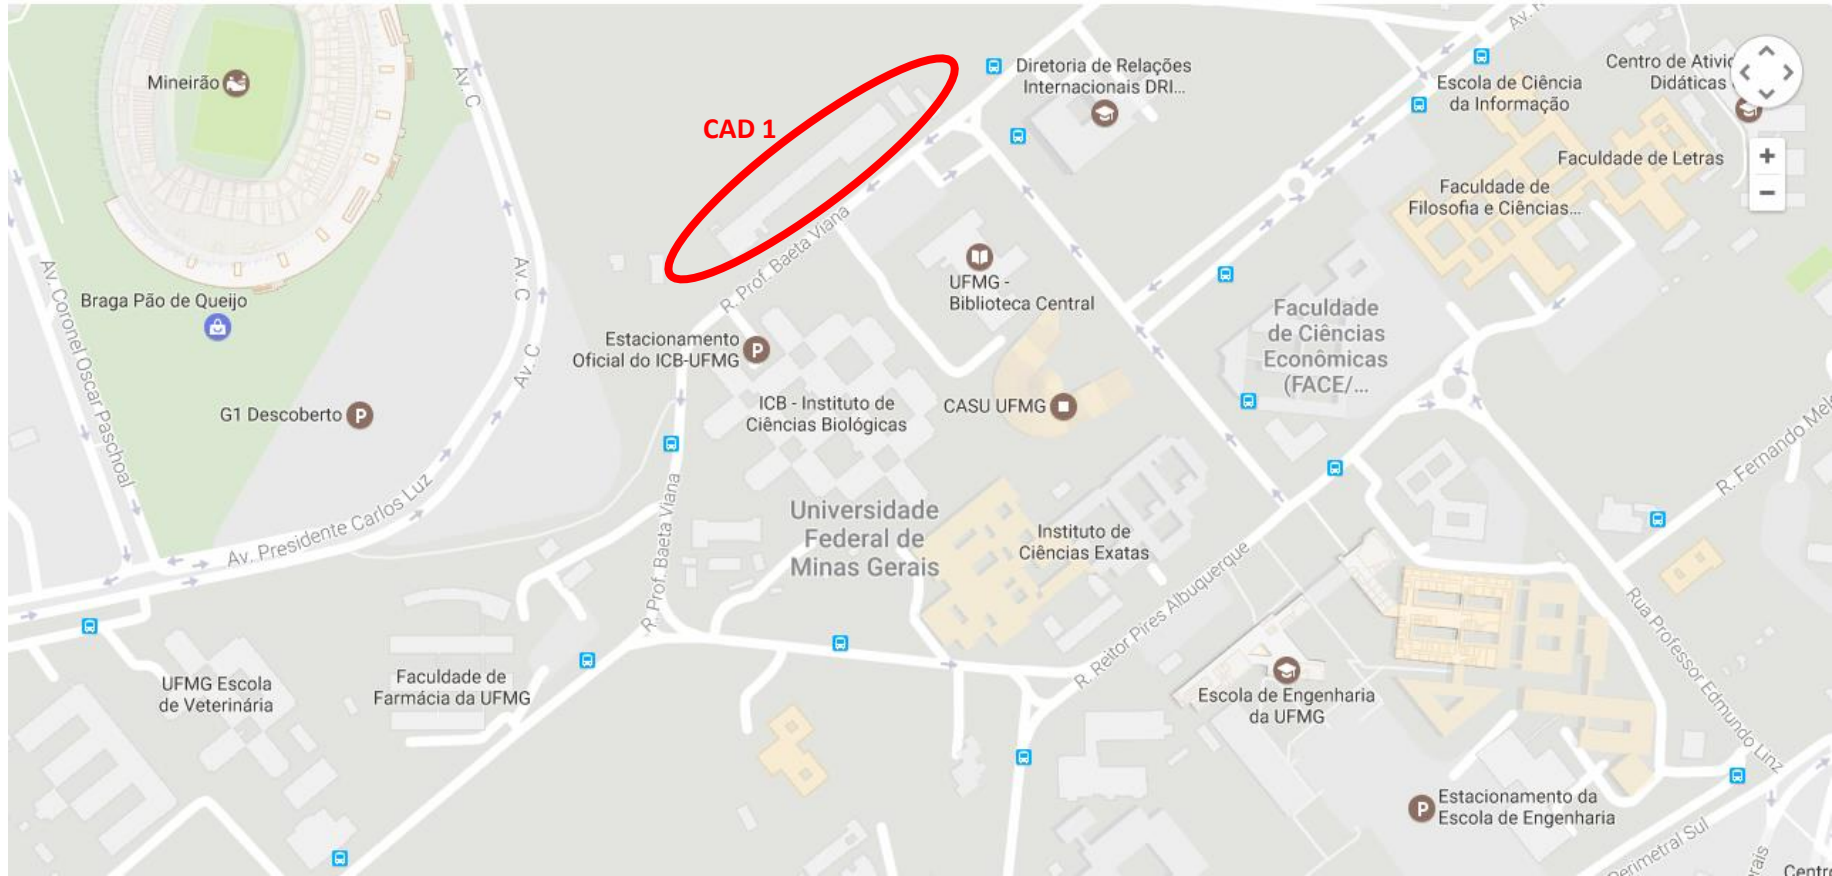 Mineirão
Av. C
CAD 1
Diretoria de Relações
Internacionais DRI...
Escola de Ciência
da Informação
Centro de Ativid
Didáticas
Faculdade de Letras
Faculdade de
Filosofia e Ciências...
+
−
Av. Coronel Oscar Paschoal
Braga Pão de Queijo
Av. C
Av. C
R. Prof. Baeta Viana
UFMG -
Biblioteca Central
Faculdade
de Ciências
Econômicas
(FACE/...
Estacionamento
Oficial do ICB-UFMG
P
G1 Descoberto
P
ICB - Instituto de
Ciências Biológicas
CASU UFMG
R. Fernando Melo
Av. Presidente Carlos Luz
R. Prof. Baeta Viana
Universidade
Federal de
Minas Gerais
Instituto de
Ciências Exatas
R. Reitor Pires Albuquerque
Rua Professor Edmundo Linz
UFMG Escola
de Veterinária
Faculdade de
Farmácia da UFMG
Escola de Engenharia
da UFMG
P
Estacionamento da
Escola de Engenharia
Perimetral Sul
Centro